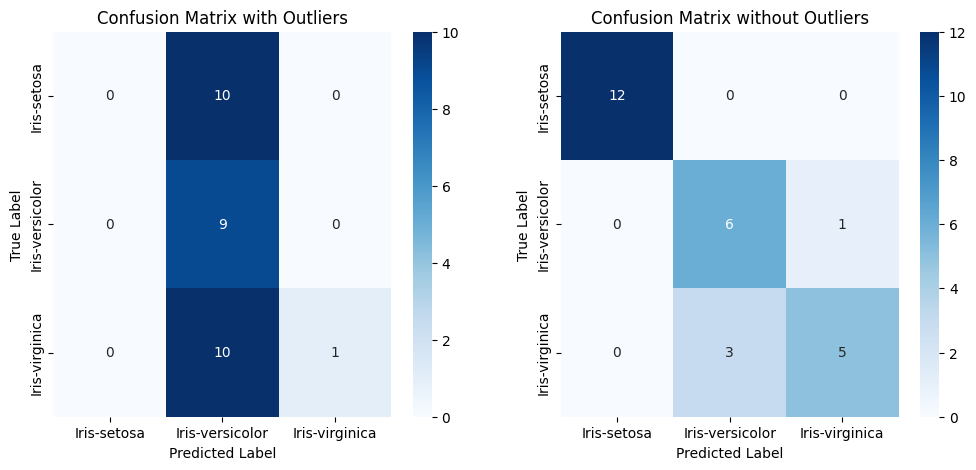 Confusion Matrix with Outliers
10
8
6
4
2
0
Iris-setosa
Iris-versicolor
Iris-virginica
True Label
0 10 0
0 9 0
0 10 1
Iris-setosa Iris-versicolor Iris-virginica
Predicted Label
Confusion Matrix without Outliers
12
10
8
6
4
2
0
Iris-setosa
Iris-versicolor
Iris-virginica
True Label
12 0 0
0 6 1
0 3 5
Iris-setosa Iris-versicolor Iris-virginica
Predicted Label